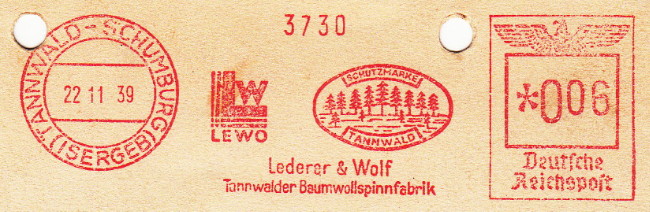 TANNWALD-SCHUMBURG
(ISERGEB)
22 11 39
3730
LW
LEWO
SCHUTZMARKE
TANNWALD
Lederer & Wolf
Tannwalder Baumwollspinnfabrik
*006
Deutsche
Reichspost